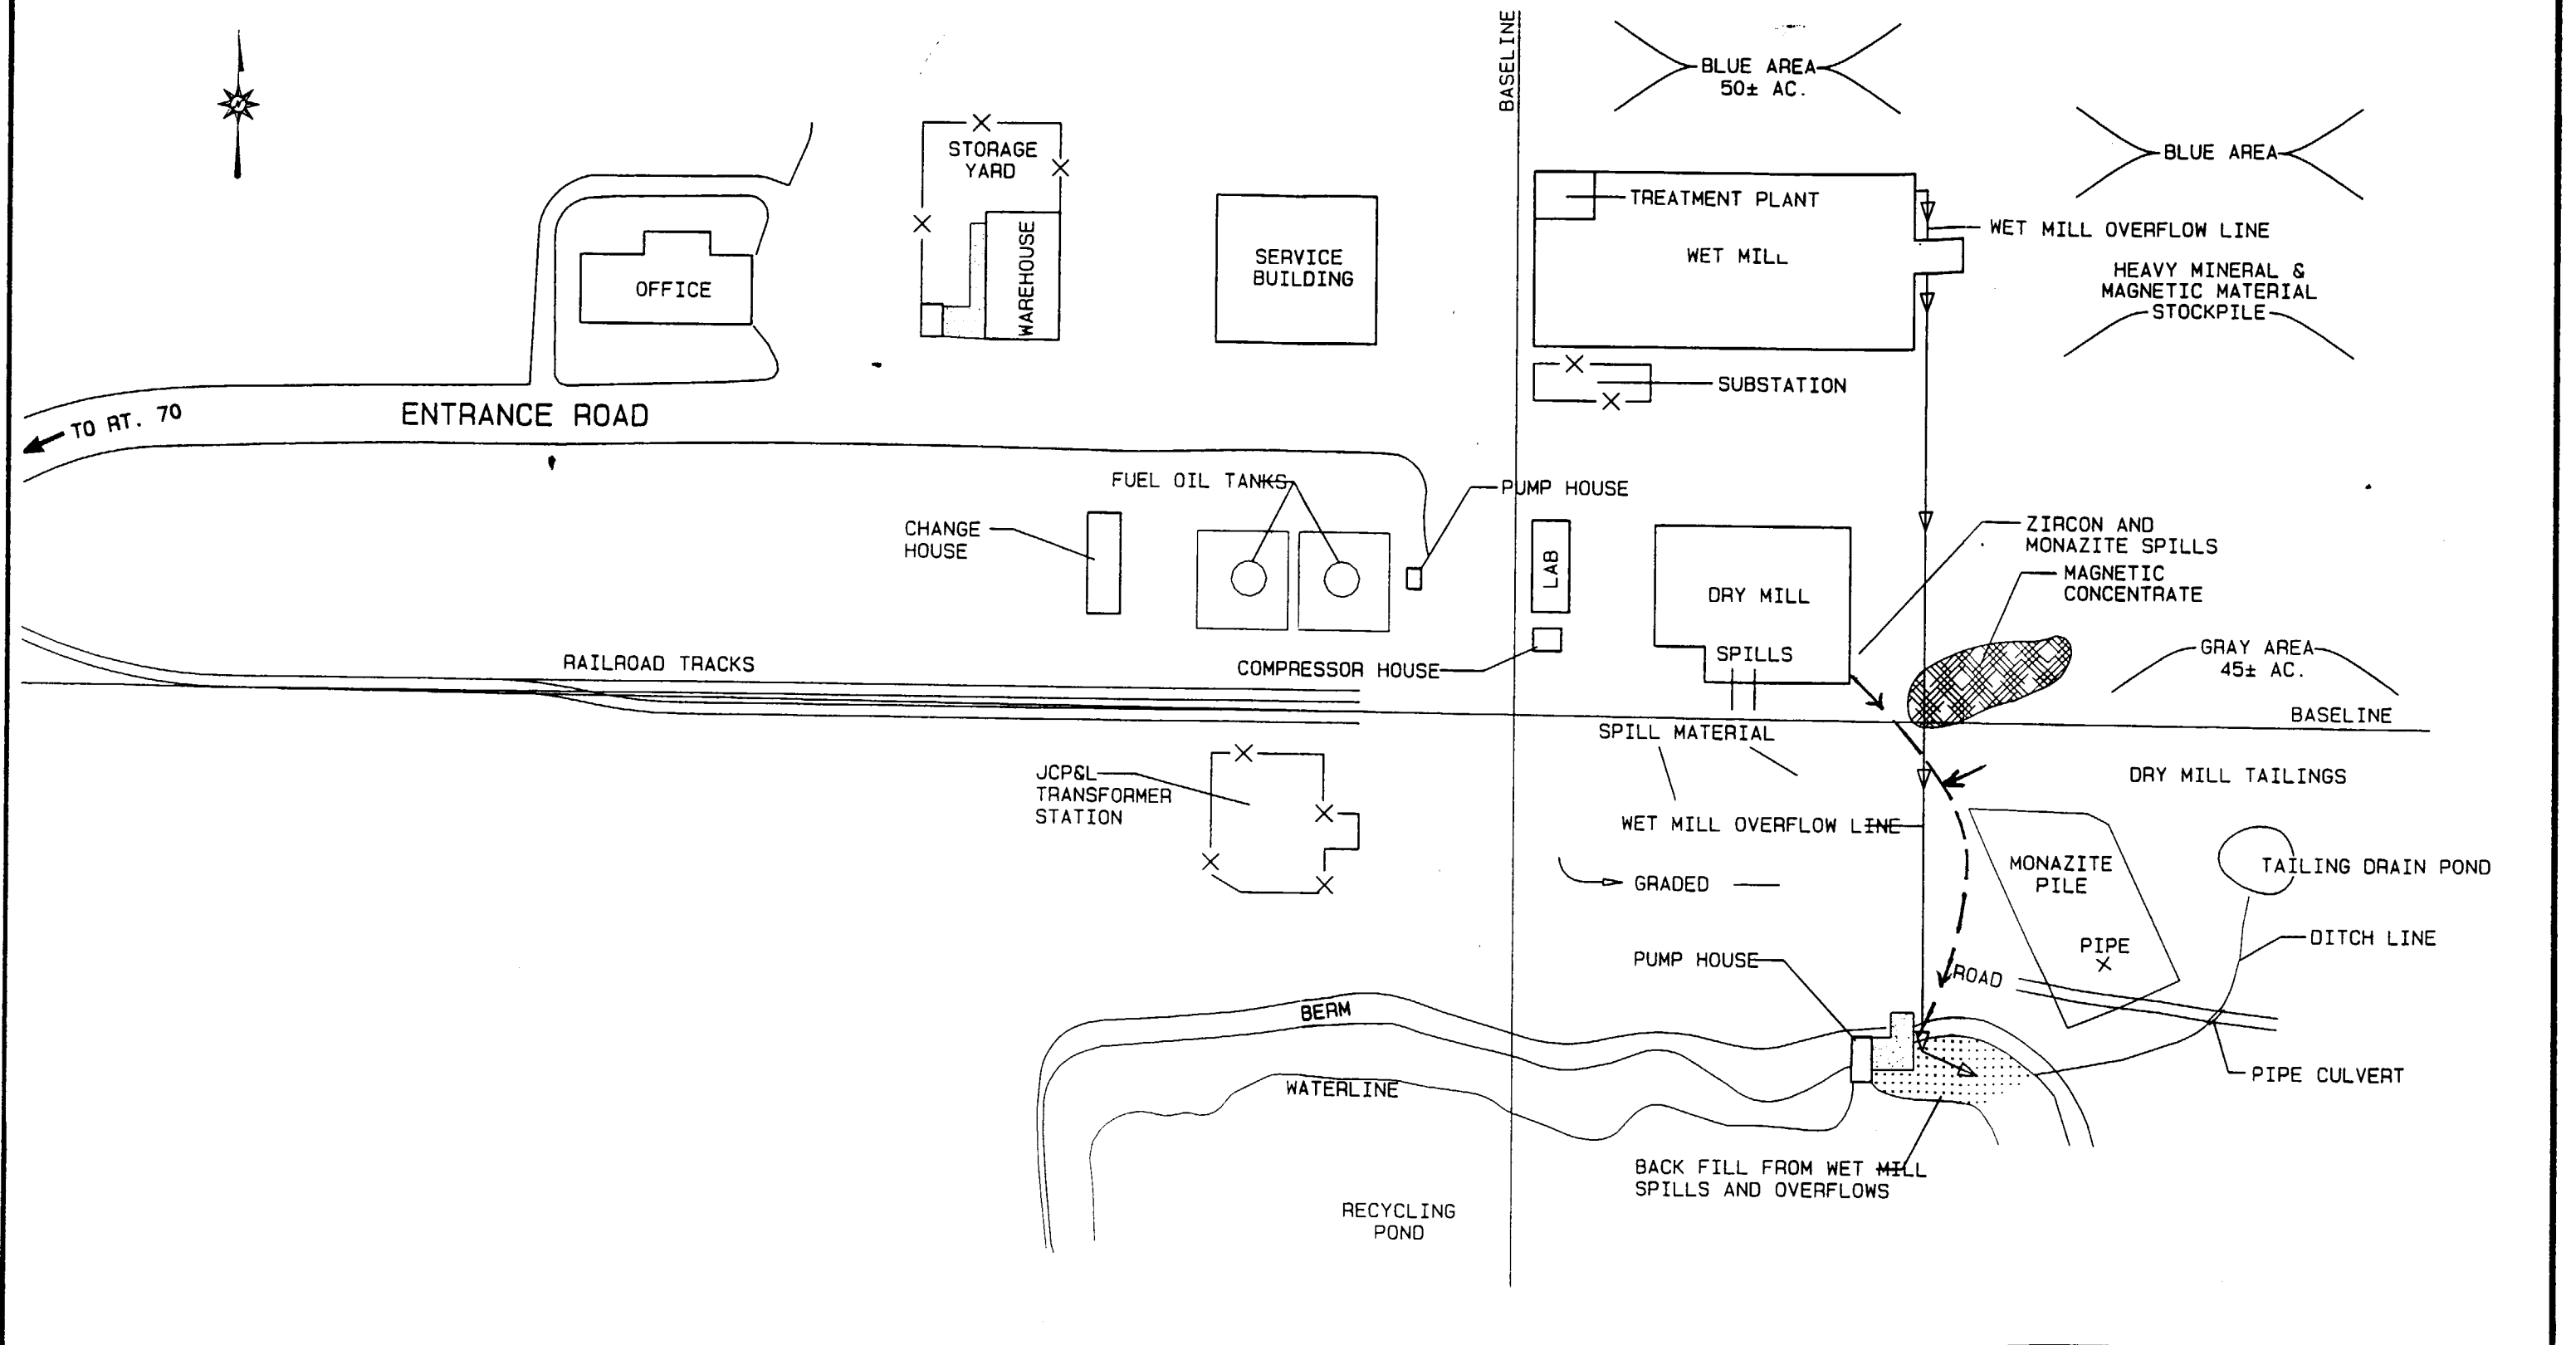 BASELINE
BLUE AREA
50± AC.
BLUE AREA
STORAGE
YARD
TREATMENT PLANT
WET MILL OVERFLOW LINE
WAREHOUSE
SERVICE
BUILDING
WET MILL
HEAVY MINERAL &
MAGNETIC MATERIAL
STOCKPILE
OFFICE
SUBSTATION
TO RT. 70
ENTRANCE ROAD
FUEL OIL TANKS
PUMP HOUSE
CHANGE
HOUSE
LAB
ZIRCON AND
MONAZITE SPILLS
MAGNETIC
CONCENTRATE
DRY MILL
SPILLS
RAILROAD TRACKS
COMPRESSOR HOUSE
GRAY AREA
45± AC.
BASELINE
SPILL MATERIAL
JCP&L
TRANSFORMER
STATION
DRY MILL TAILINGS
WET MILL OVERFLOW LINE
MONAZITE
PILE
TAILING DRAIN POND
GRADED
PIPE
DITCH LINE
PUMP HOUSE
ROAD
BERM
WATERLINE
PIPE CULVERT
BACK FILL FROM WET MILL
SPILLS AND OVERFLOWS
RECYCLING
POND